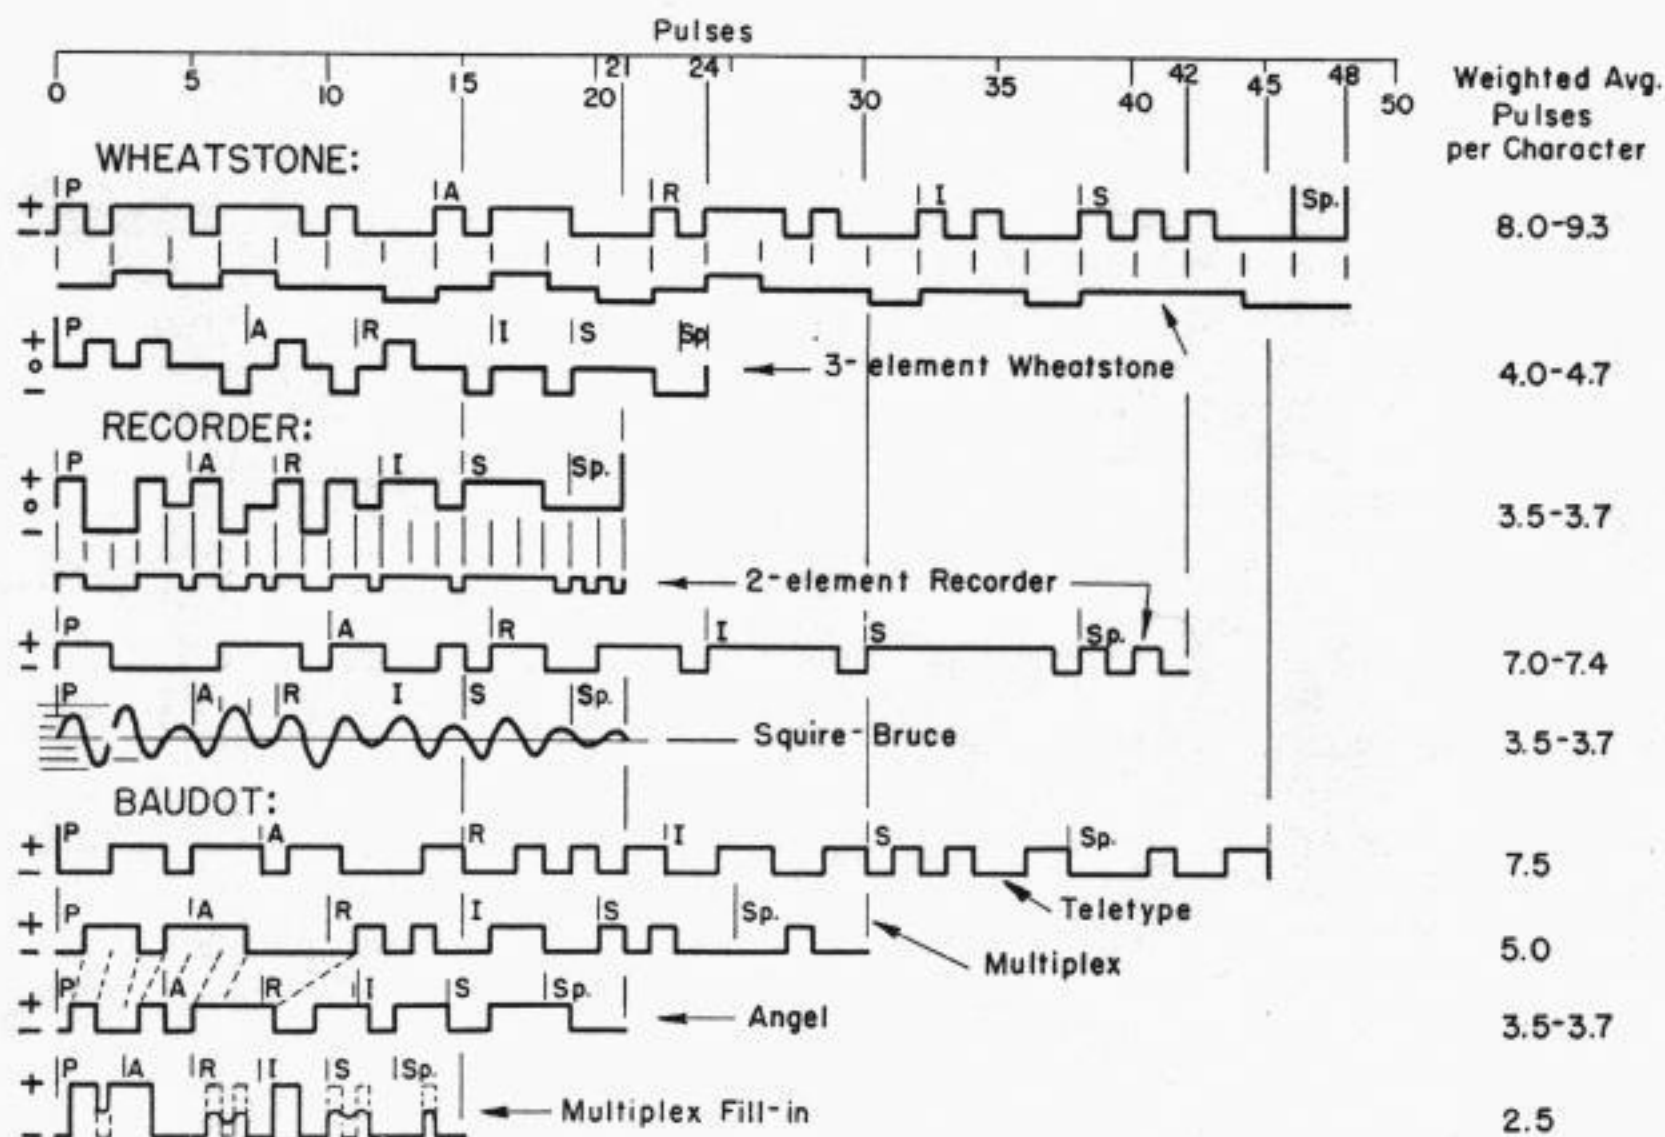 Pulses
0 5 10 15 20 21 24 30 35 40 42 45 48 50
Weighted Avg.
Pulses
per Character
WHEATSTONE:
+ P A R I S Sp. 8.0-9.3
-
+ P A R I S Sp
o 3-element Wheatstone 4.0-4.7
-
RECORDER:
+ P A R I S Sp.
o 3.5-3.7
-
2-element Recorder
+ P A R I S Sp. 7.0-7.4
-
P A R I S Sp.
Squire-Bruce 3.5-3.7
BAUDOT:
+ P A R I S Sp. 7.5
-
Teletype
+ P A R I S Sp. 5.0
-
Multiplex
+ P A R I S Sp.
- Angel 3.5-3.7
+ P A R I S Sp.
- Multiplex Fill-in 2.5